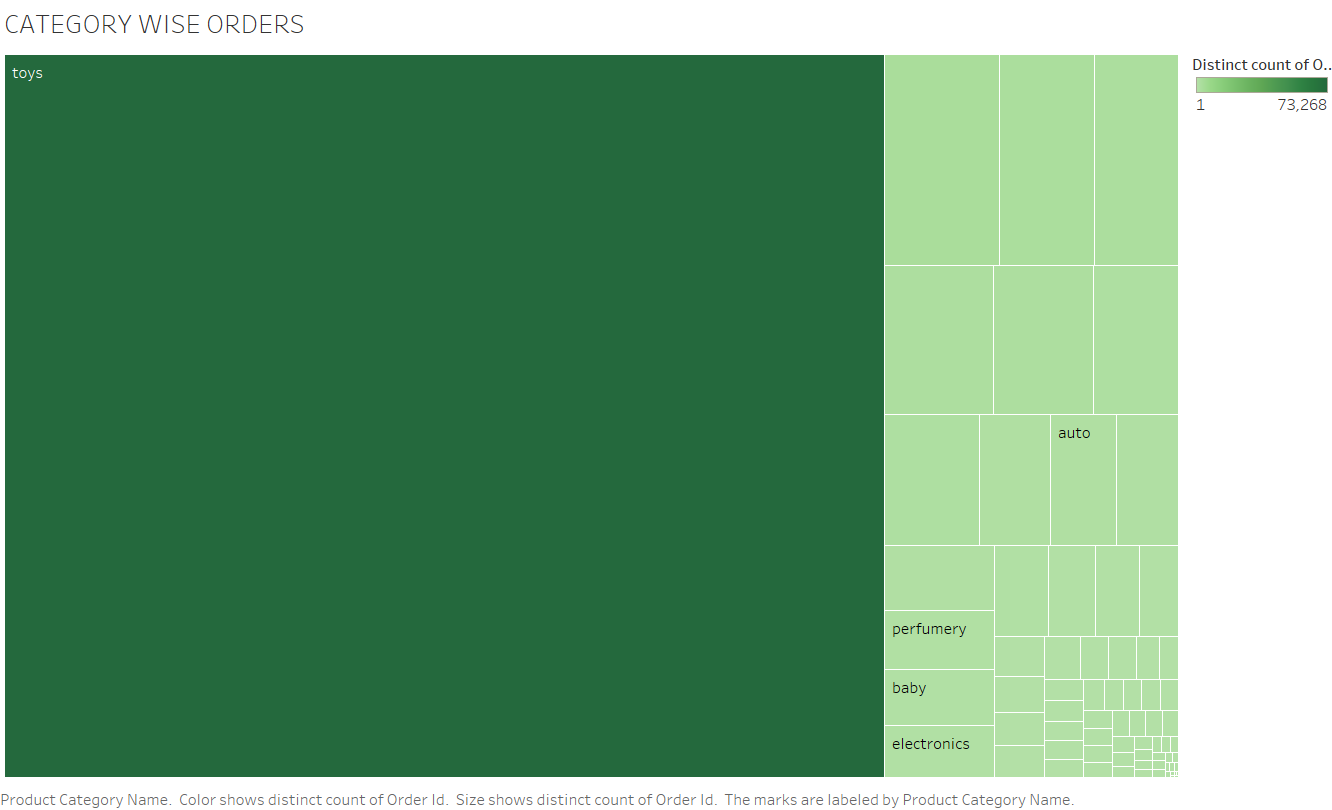 CATEGORY WISE ORDERS
toys
Distinct count of O..
1 73,268
auto
perfumery
baby
electronics
Product Category Name. Color shows distinct count of Order Id. Size shows distinct count of Order Id. The marks are labeled by Product Category Name.